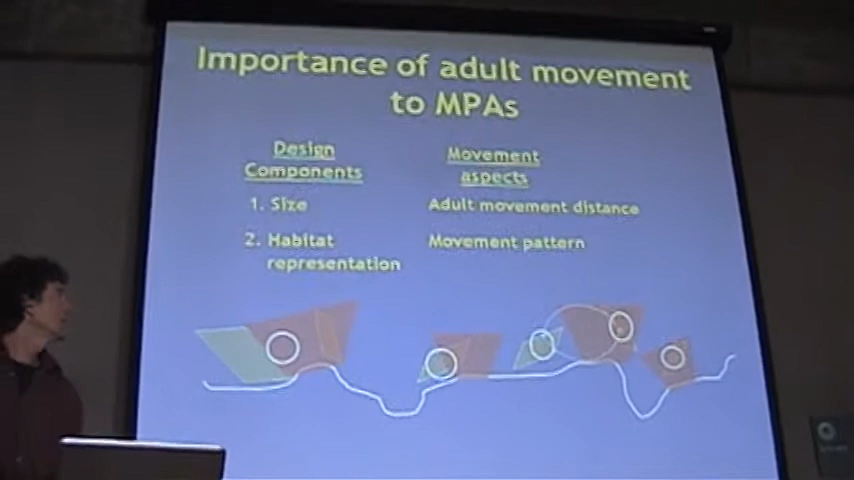 Importance of adult movement
to MPAs
Design
Components
Movement
aspects
1. Size
Adult movement distance
2. Habitat
representation
Movement pattern